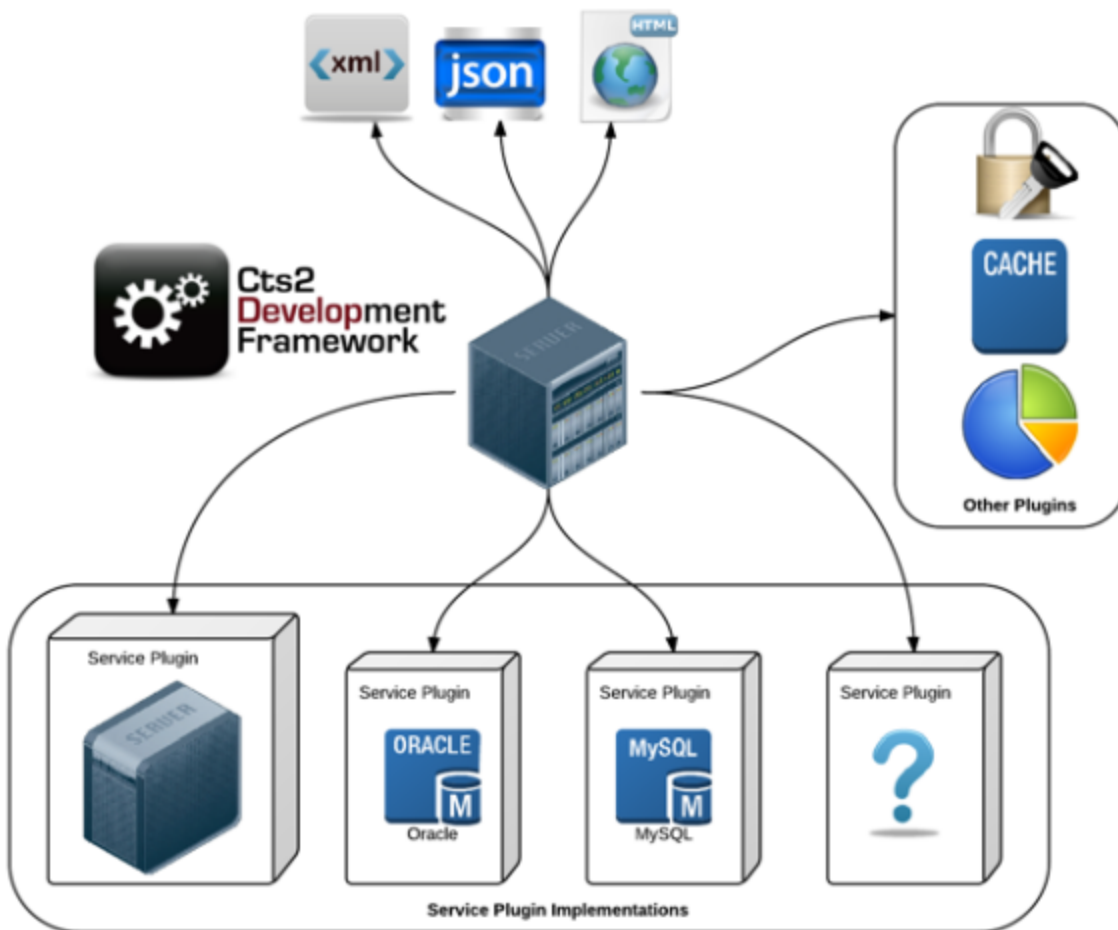 <xml>
json
HTML
Cts2
Development
Framework
SERVER
CACHE
Other Plugins
Service Plugin
SERVER
Service Plugin
ORACLE
M
Oracle
Service Plugin
MySQL
M
MySQL
Service Plugin
?
Service Plugin Implementations